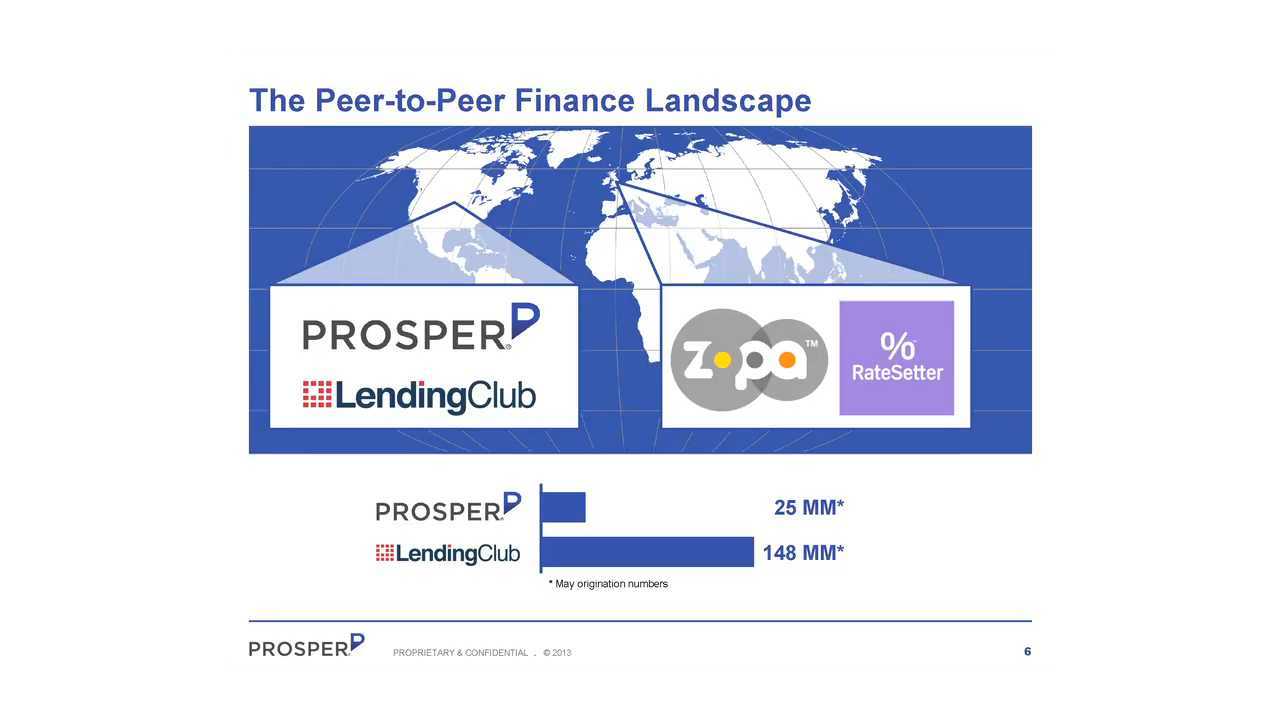 The Peer-to-Peer Finance Landscape
PROSPER®
LendingClub
zopa™
%
RateSetter
PROSPER
25 MM*
LendingClub
148 MM*
* May origination numbers
PROSPER
PROPRIETARY & CONFIDENTIAL . © 2013
6